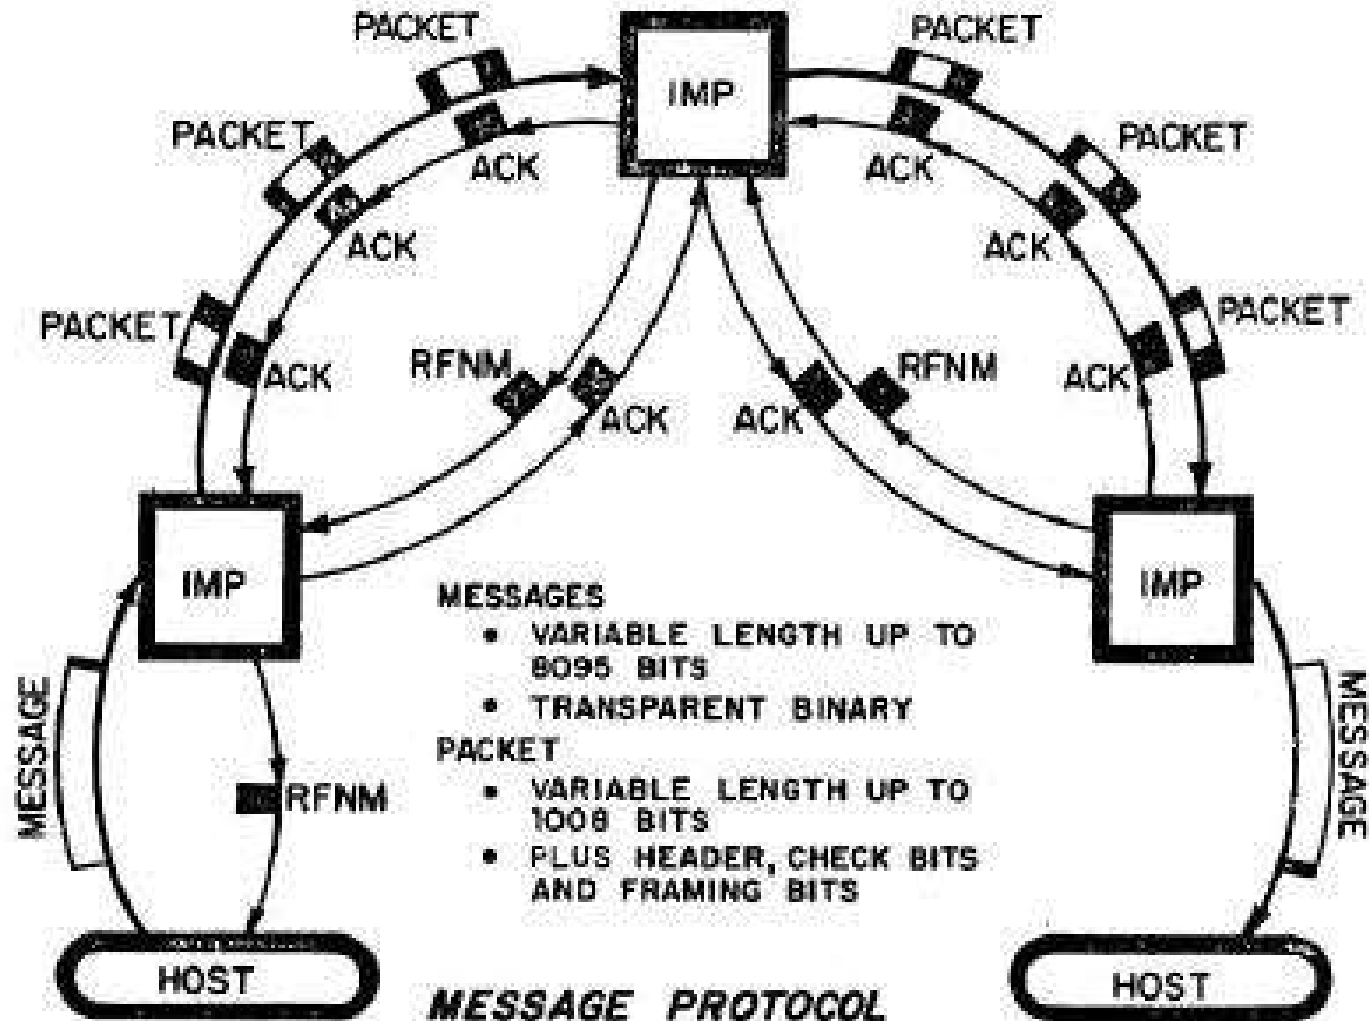 PACKET
PACKET
IMP
PACKET
PACKET
ACK
ACK
ACK
ACK
PACKET
PACKET
RFNM
RFNM
ACK
ACK
ACK
ACK
IMP
IMP
MESSAGES
• VARIABLE LENGTH UP TO
8095 BITS
• TRANSPARENT BINARY
PACKET
• VARIABLE LENGTH UP TO
1008 BITS
• PLUS HEADER, CHECK BITS
AND FRAMING BITS
MESSAGE
RFNM
MESSAGE
HOST
HOST
MESSAGE PROTOCOL